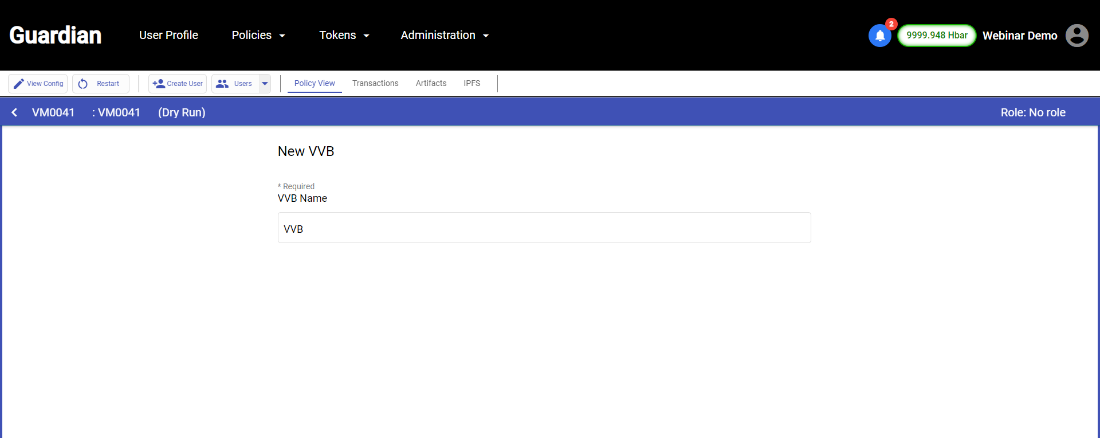 Guardian User Profile Policies Tokens Administration 2 9999.948 Hbar Webinar Demo
View Config Restart Create User Users Policy View Transactions Artifacts IPFS
VM0041 : VM0041 (Dry Run) Role: No role
New VVB
* Required
VVB Name
VVB